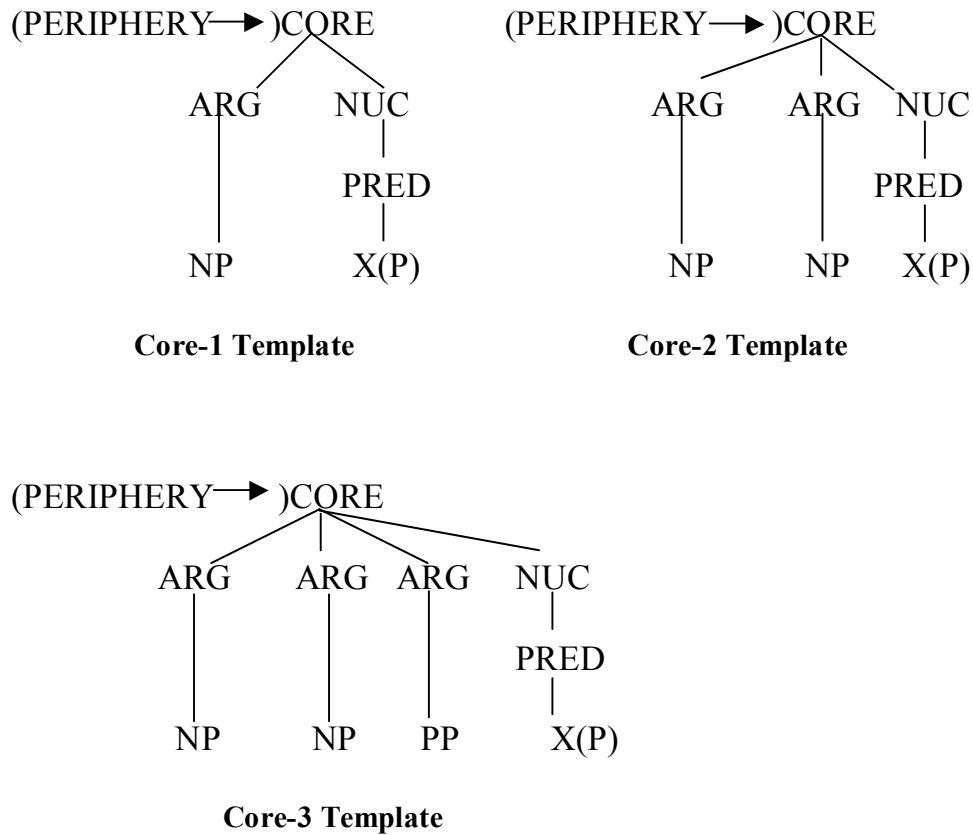 (PERIPHERY → )CORE (PERIPHERY → )CORE
ARG NUC ARG ARG NUC
PRED PRED
NP X(P) NP NP X(P)
Core-1 Template Core-2 Template
(PERIPHERY → )CORE
ARG ARG ARG NUC
PRED
NP NP PP X(P)
Core-3 Template